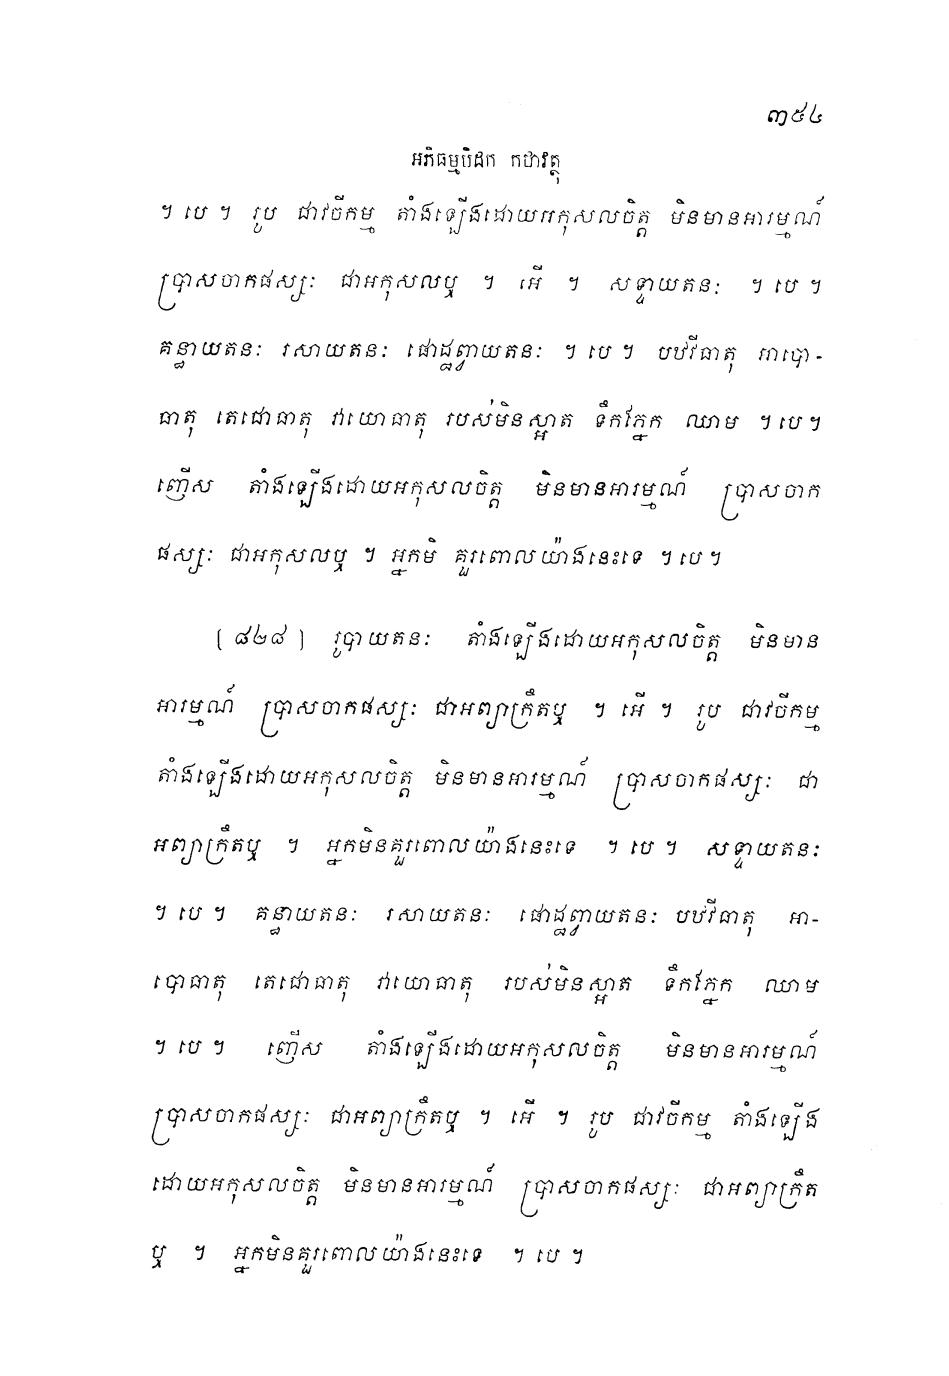 ៣៥៤
អភិធម្មបិដក កថាវត្ថុ
។ បេ ។ រូប ជាវចីកម្ម តាំងឡើងដោយអកុសលចិត្ត មិនមានអារម្មណ៍
ប្រាសចាកផស្សៈ ជាអកុសលឬ ។ អើ ។ សទ្ទាយតនៈ ។ បេ ។
គន្ធាយតនៈ រសាយតនៈ ផោដ្ឋព្វាយតនៈ ។ បេ ។ បឋវីធាតុ អាបោ-
ធាតុ តេជោធាតុ វាយោធាតុ របស់មិនស្អាត ទឹកភ្នែក ឈាម ។ បេ ។
ញើស តាំងឡើងដោយអកុសលចិត្ត មិនមានអារម្មណ៍ ប្រាសចាក
ផស្សៈ ជាអកុសលឬ ។ អ្នកមិ គួរពោលយ៉ាងនេះទេ ។ បេ ។
[ ៨២៨ ] រូបាយតនៈ តាំងឡើងដោយអកុសលចិត្ត មិនមាន
អារម្មណ៍ ប្រាសចាកផស្សៈ ជាអព្យាក្រឹតឬ ។ អើ ។ រូប ជាវចីកម្ម
តាំងឡើងដោយអកុសលចិត្ត មិនមានអារម្មណ៍ ប្រាសចាកផស្សៈ ជា
អព្យាក្រឹតឬ ។ អ្នកមិនគួរពោលយ៉ាងនេះទេ ។ បេ ។ សទ្ទាយតនៈ
។ បេ ។ គន្ធាយតនៈ រសាយតនៈ ផោដ្ឋព្វាយតនៈ បឋវីធាតុ អា-
បោធាតុ តេជោធាតុ វាយោធាតុ របស់មិនស្អាត ទឹកភ្នែក ឈាម
។ បេ ។ ញើស តាំងឡើងដោយអកុសលចិត្ត មិនមានអារម្មណ៍
ប្រាសចាកផស្សៈ ជាអព្យាក្រឹតឬ ។ អើ ។ រូប ជាវចីកម្ម តាំងឡើង
ដោយអកុសលចិត្ត មិនមានអារម្មណ៍ ប្រាសចាកផស្សៈ ជាអព្យាក្រឹត
ឬ ។ អ្នកមិនគួរពោលយ៉ាងនេះទេ ។ បេ ។